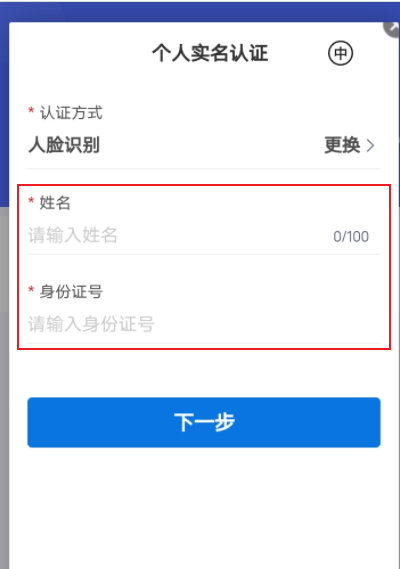 个人实名认证 中
* 认证方式
人脸识别 更换 >
* 姓名
请输入姓名 0/100
* 身份证号
请输入身份证号
下一步